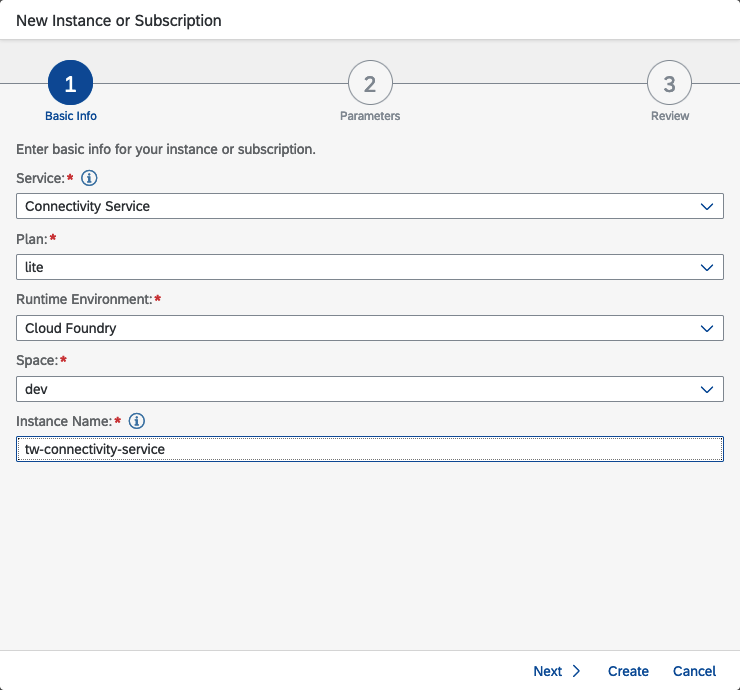 New Instance or Subscription
1
2
3
Basic Info
Parameters
Review
Enter basic info for your instance or subscription.
Service:*
Connectivity Service
Plan:*
lite
Runtime Environment:*
Cloud Foundry
Space:*
dev
Instance Name:*
tw-connectivity-service
Next
Create
Cancel